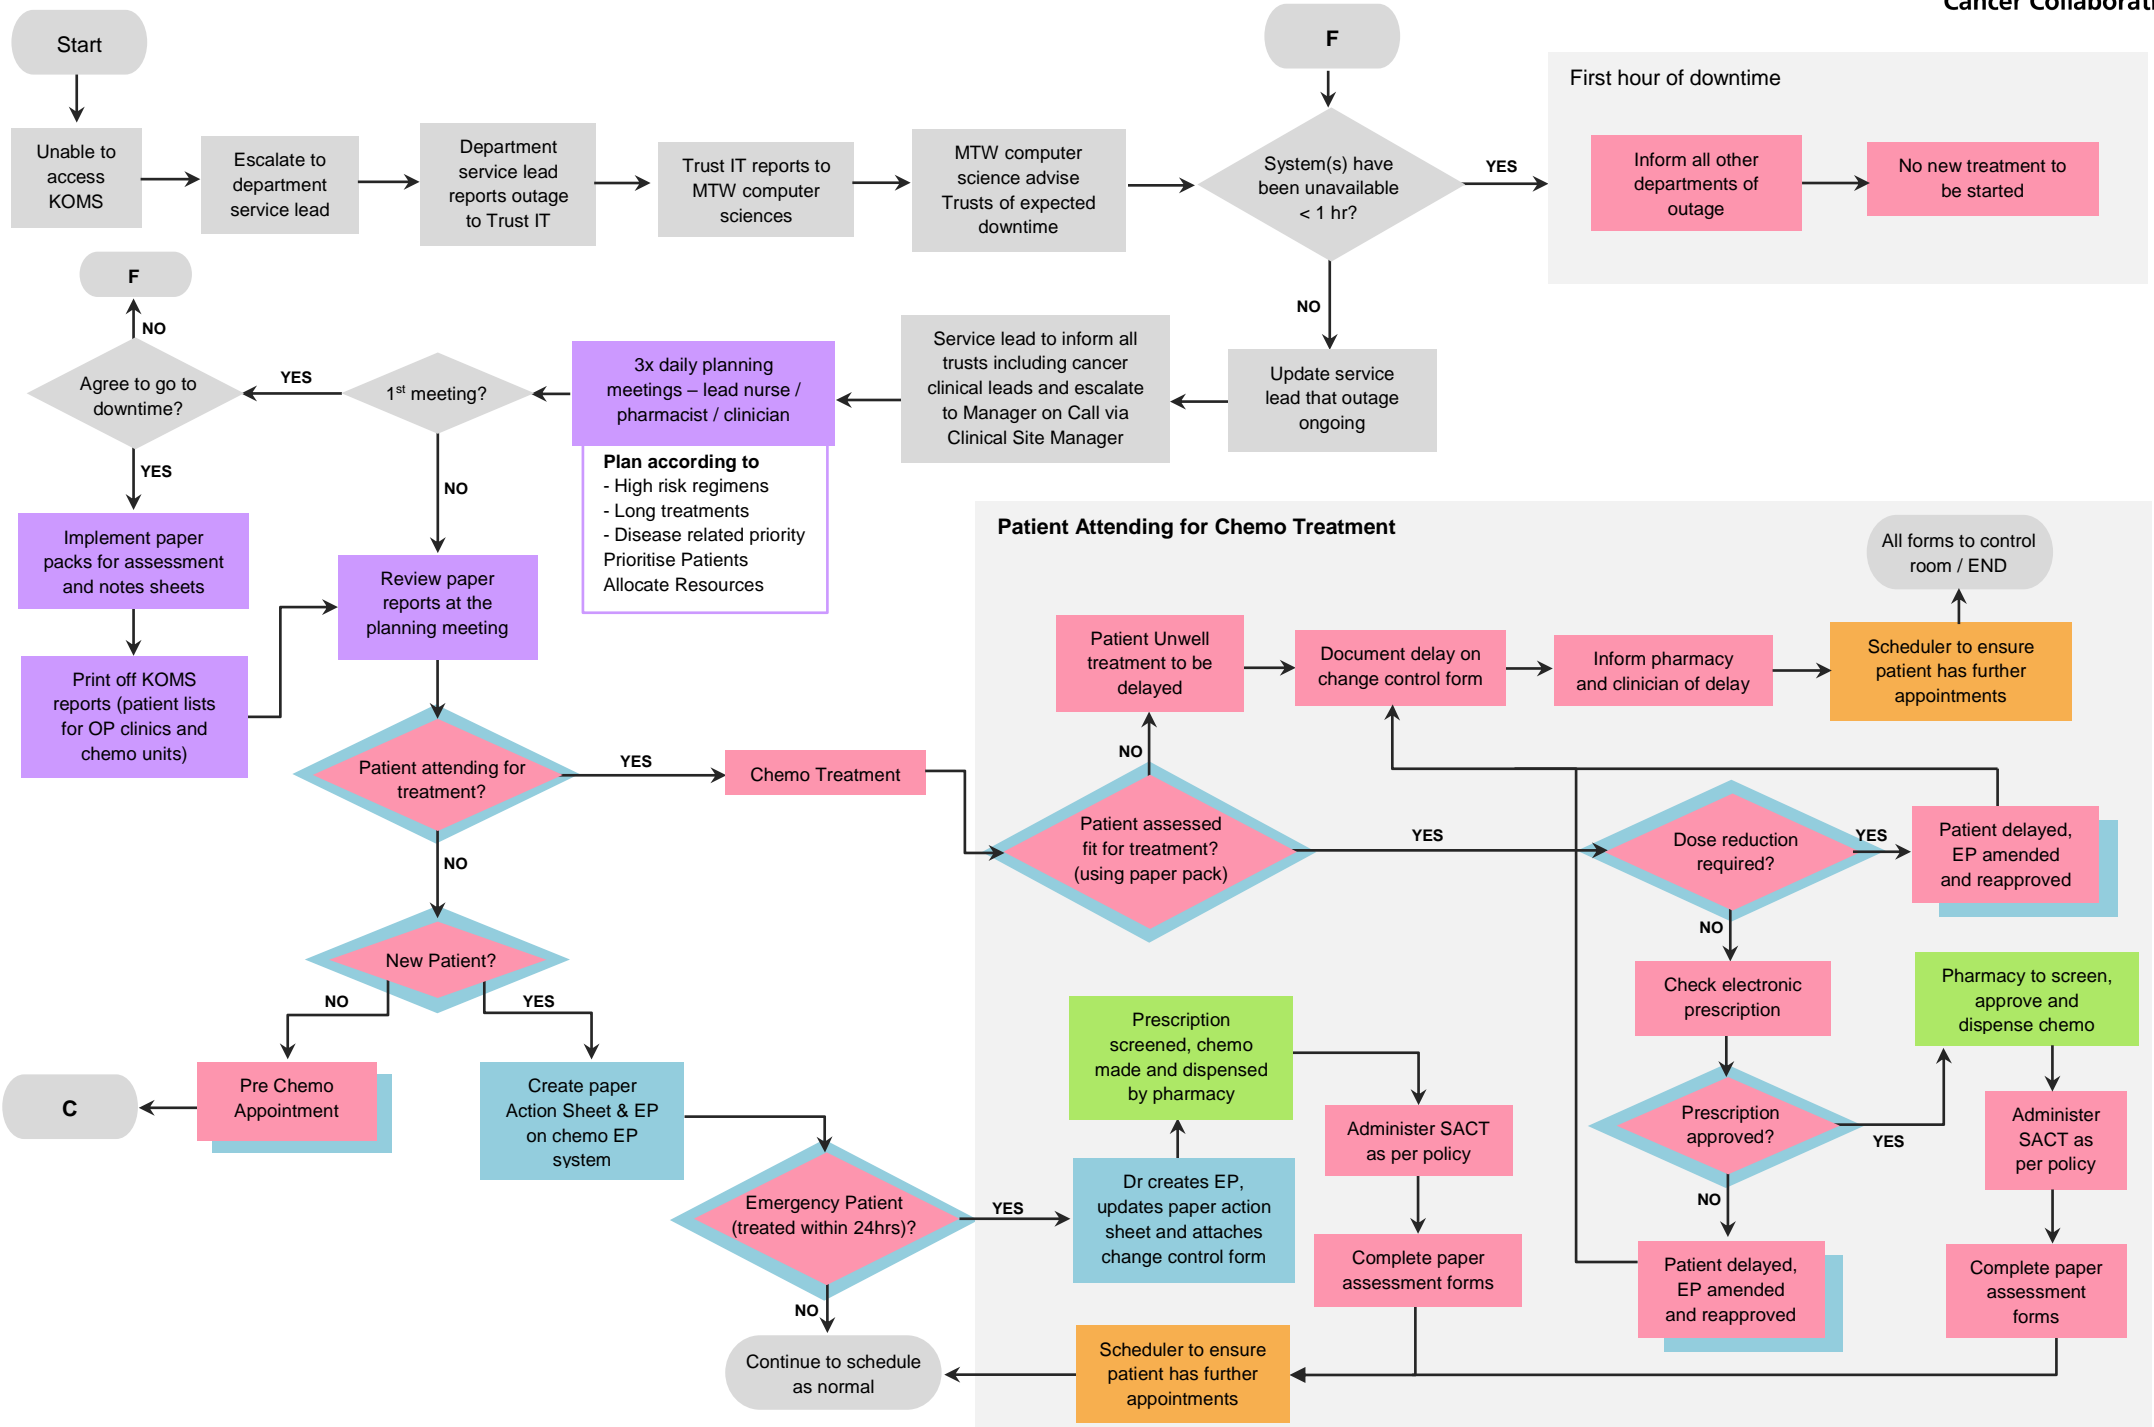 Cancer Collaborati
Start
F
First hour of downtime
Unable to
access
KOMS
Escalate to
department
service lead
Department
service lead
reports outage
to Trust IT
Trust IT reports to
MTW computer
sciences
MTW computer
science advise
Trusts of expected
downtime
System(s) have
been unavailable
< 1 hr?
YES
Inform all other
departments of
outage
No new treatment to
be started
NO
F
NO
Agree to go to
downtime?
YES
1st meeting?
3x daily planning
meetings – lead nurse /
pharmacist / clinician
Service lead to inform all
trusts including cancer
clinical leads and escalate
to Manager on Call via
Clinical Site Manager
Update service
lead that outage
ongoing
YES
NO
Plan according to
- High risk regimens
- Long treatments
- Disease related priority
Prioritise Patients
Allocate Resources
Implement paper
packs for assessment
and notes sheets
Review paper
reports at the
planning meeting
Print off KOMS
reports (patient lists
for OP clinics and
chemo units)
Patient Attending for Chemo Treatment
All forms to control
room / END
Patient Unwell
treatment to be
delayed
Document delay on
change control form
Inform pharmacy
and clinician of delay
Scheduler to ensure
patient has further
appointments
Patient attending for
treatment?
YES
Chemo Treatment
NO
Patient assessed
fit for treatment?
(using paper pack)
YES
Dose reduction
required?
YES
Patient delayed,
EP amended
and reapproved
NO
NO
New Patient?
NO
YES
Check electronic
prescription
Pharmacy to screen,
approve and
dispense chemo
Prescription
screened, chemo
made and dispensed
by pharmacy
C
Pre Chemo
Appointment
Create paper
Action Sheet & EP
on chemo EP
system
Administer SACT
as per policy
Prescription
approved?
YES
Administer
SACT as
per policy
Emergency Patient
(treated within 24hrs)?
YES
Dr creates EP,
updates paper action
sheet and attaches
change control form
NO
Complete paper
assessment forms
Patient delayed,
EP amended
and reapproved
Complete paper
assessment
forms
NO
Continue to schedule
as normal
Scheduler to ensure
patient has further
appointments